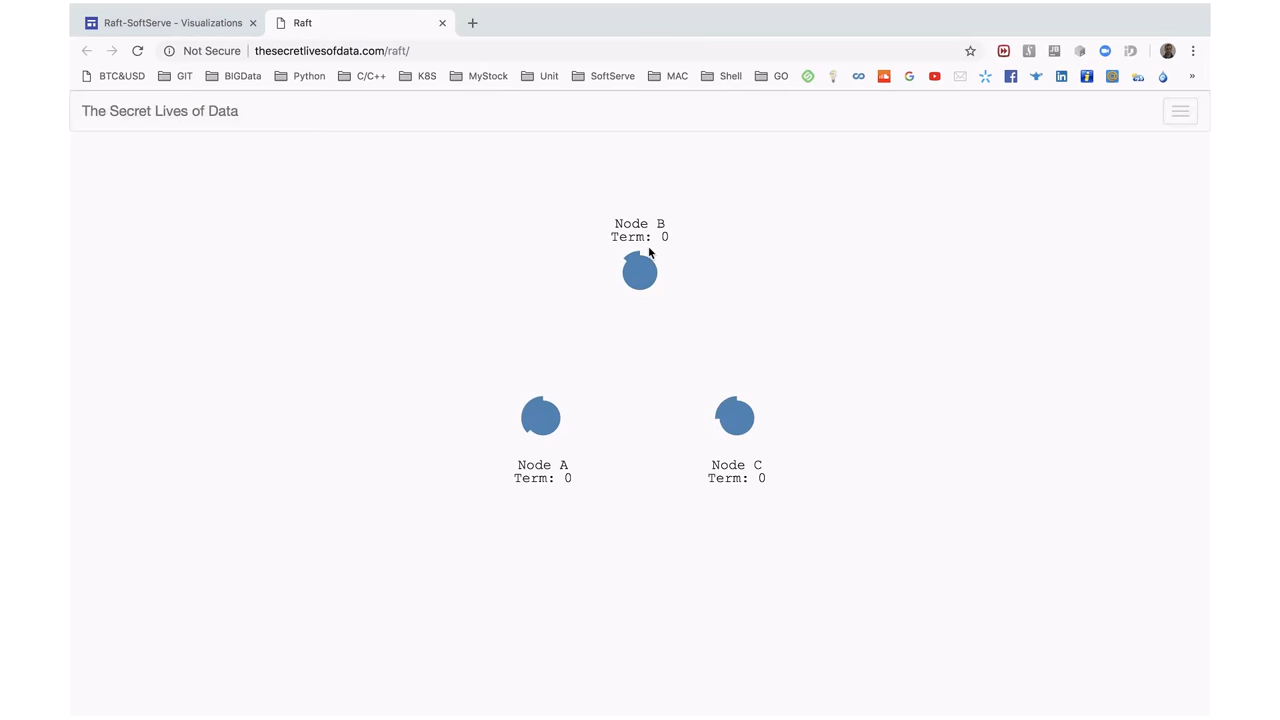 Raft-SoftServe - Visualizations
Raft
Not Secure
thesecretlivesofdata.com/raft/
BTC&USD GIT BIGData Python C/C++ K8S MyStock Unit SoftServe MAC Shell GO »
The Secret Lives of Data
Node B
Term: 0
Node A
Term: 0
Node C
Term: 0